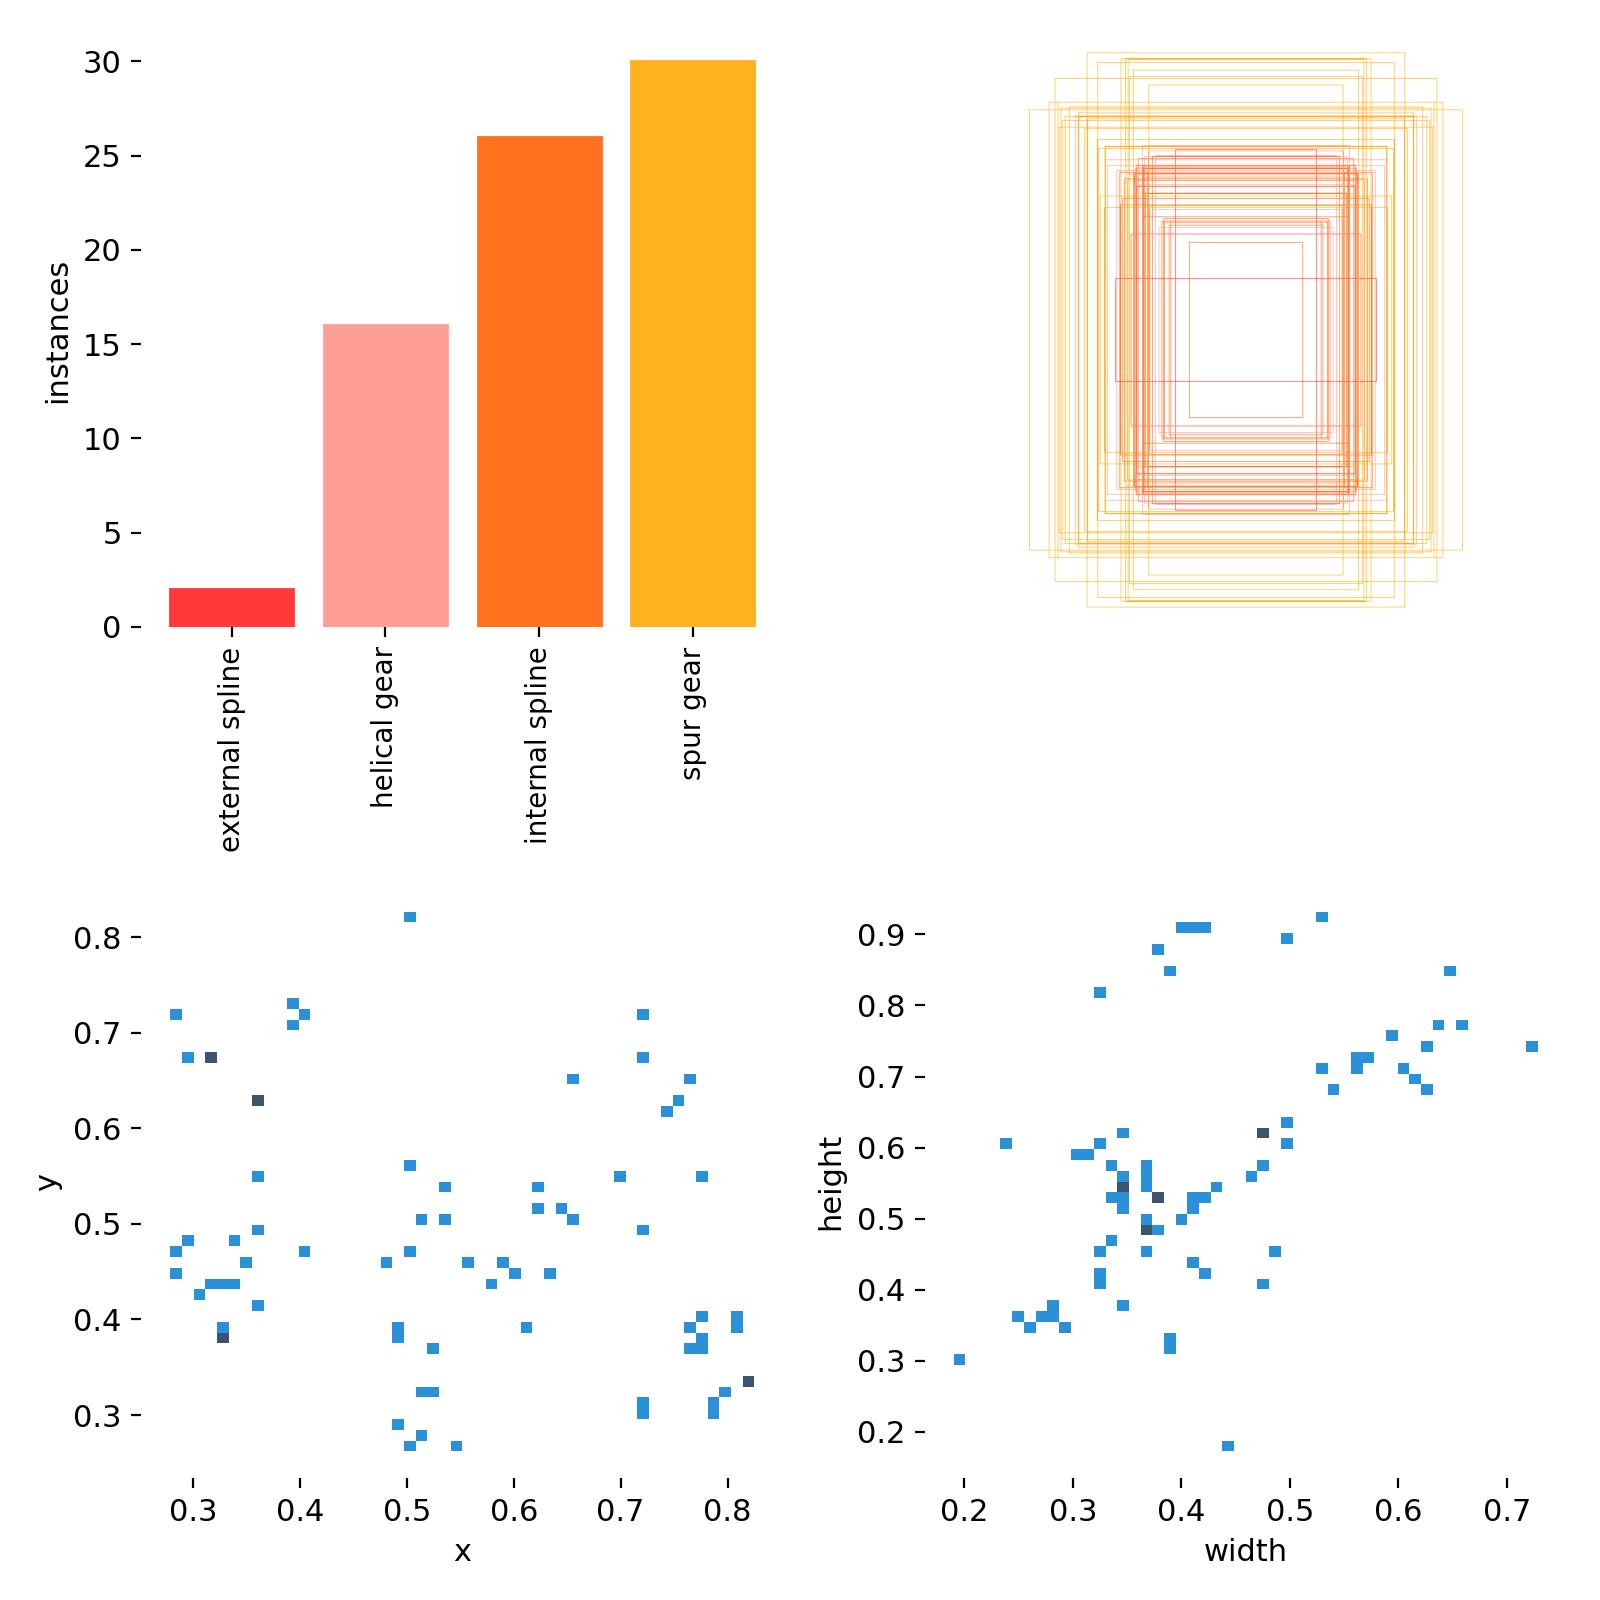 30
25
20
15
10
5
0
instances
external spline
helical gear
internal spline
spur gear
0.8
0.7
0.6
0.5
0.4
0.3
y
0.3 0.4 0.5 0.6 0.7 0.8
x
0.9
0.8
0.7
0.6
0.5
0.4
0.3
0.2
height
0.2 0.3 0.4 0.5 0.6 0.7
width